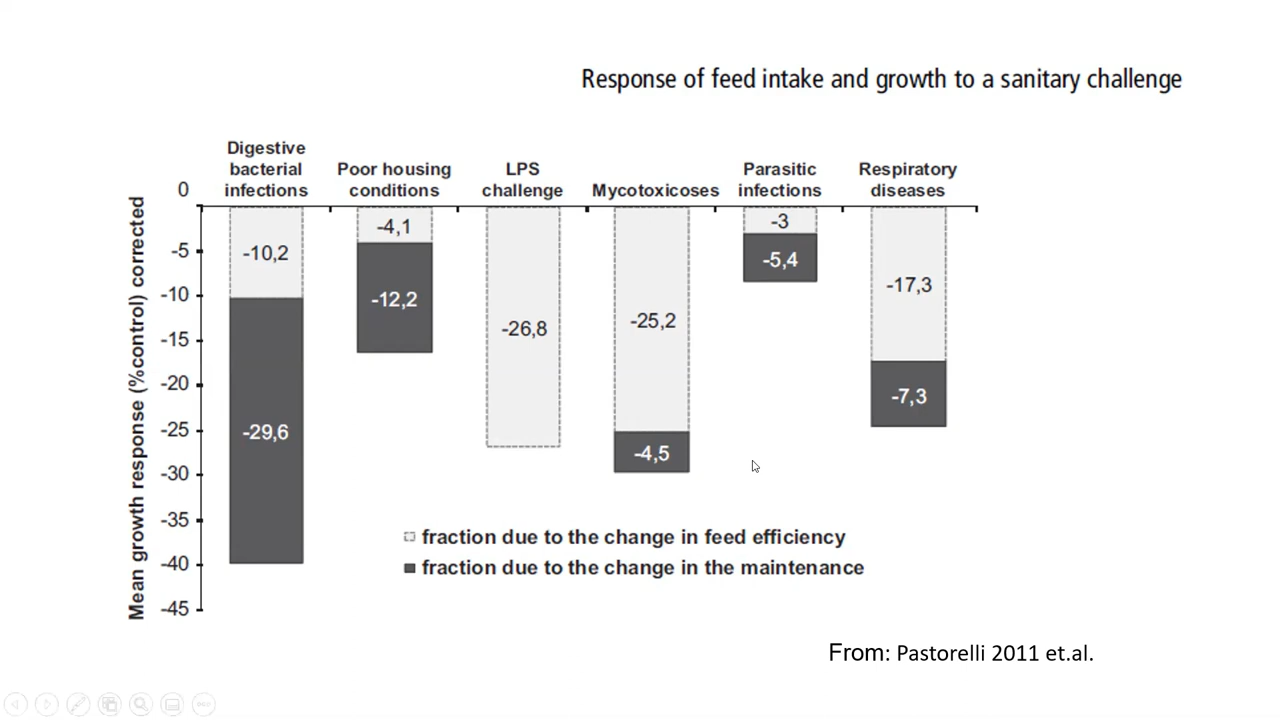 Response of feed intake and growth to a sanitary challenge
Digestive
bacterial
infections
Poor housing
conditions
LPS
challenge
Mycotoxicoses
Parasitic
infections
Respiratory
diseases
Mean growth response (%control) corrected
0
-5
-10
-15
-20
-25
-30
-35
-40
-45
-10,2
-29,6
-4,1
-12,2
-26,8
-25,2
-4,5
-3
-5,4
-17,3
-7,3
fraction due to the change in feed efficiency
fraction due to the change in the maintenance
From: Pastorelli 2011 et.al.